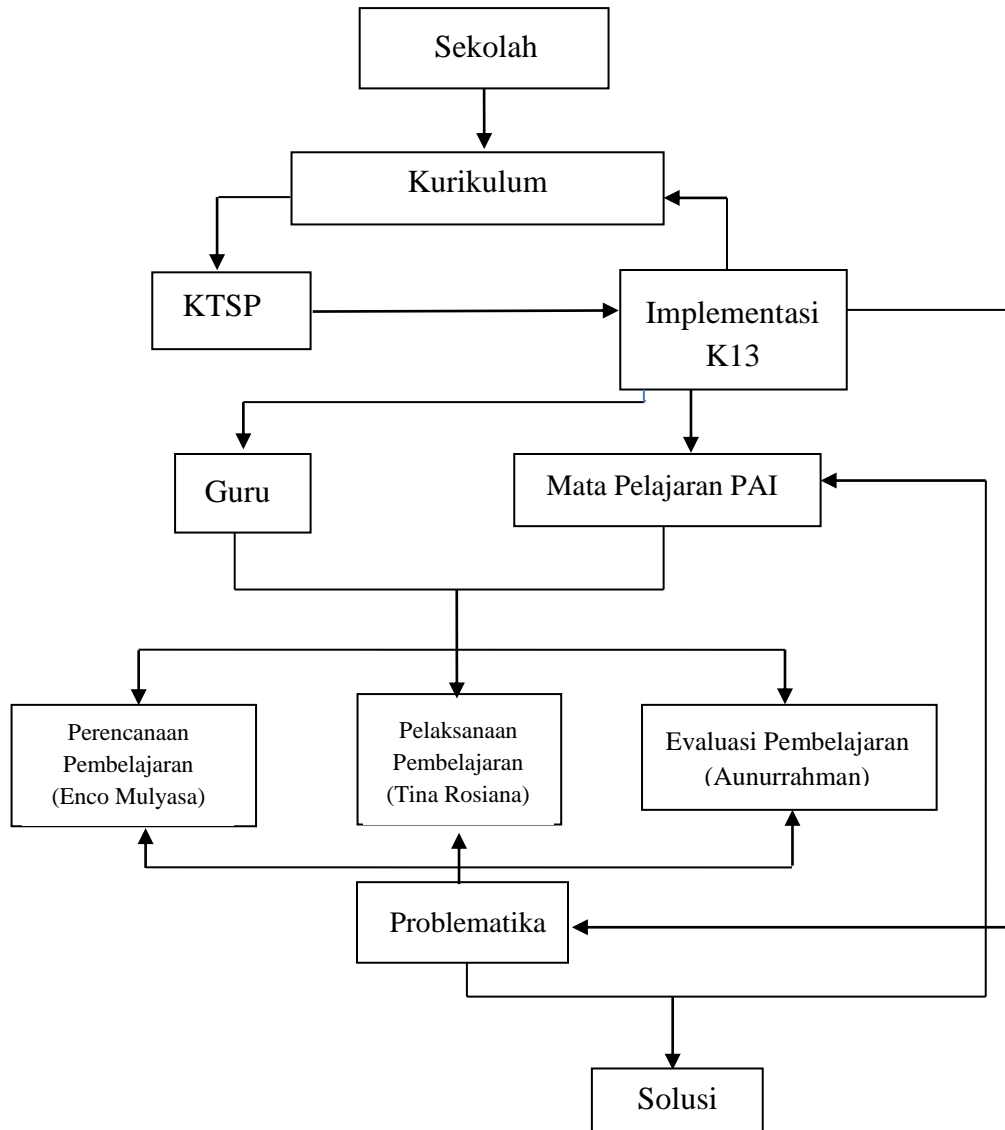 Sekolah
Kurikulum
KTSP
Implementasi
K13
Guru
Mata Pelajaran PAI
Perencanaan
Pembelajaran
(Enco Mulyasa)
Pelaksanaan
Pembelajaran
(Tina Rosiana)
Evaluasi Pembelajaran
(Aunurrahman)
Problematika
Solusi